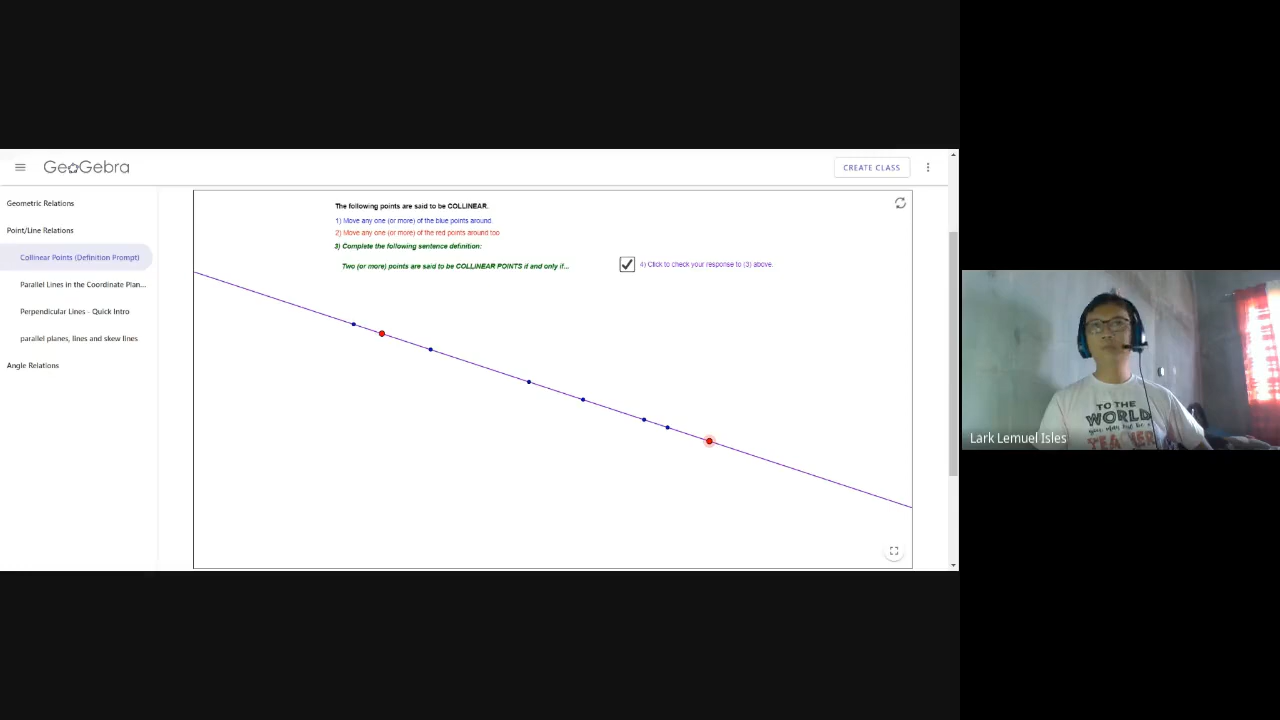 GeoGebra
CREATE CLASS
Geometric Relations
Point/Line Relations
Collinear Points (Definition Prompt)
Parallel Lines in the Coordinate Plan...
Perpendicular Lines - Quick Intro
parallel planes, lines and skew lines
Angle Relations
The following points are said to be COLLINEAR.
1) Move any one (or more) of the blue points around
2) Move any one (or more) of the red points around too
3) Complete the following sentence definition:
Two (or more) points are said to be COLLINEAR POINTS if and only if...
4) Click to check your response to (3) above.
TO THE
WORLD
you may but be a
TEACHER
Lark Lemuel Isles